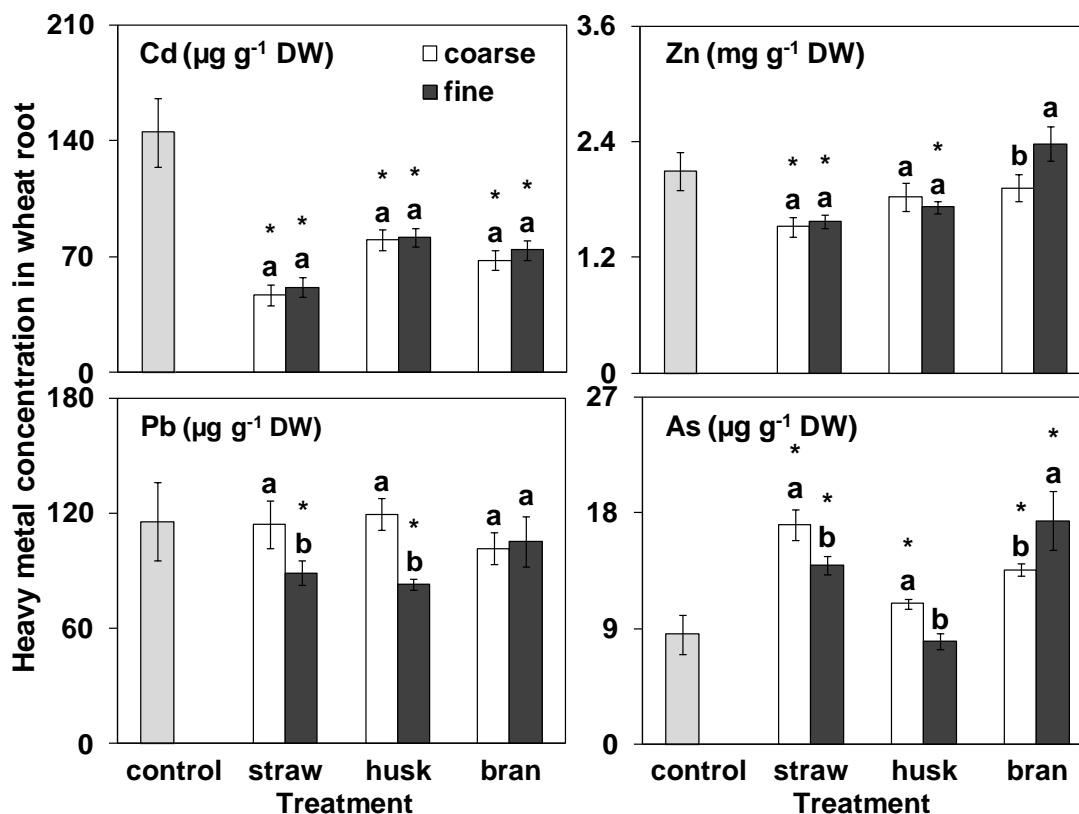 Heavy metal concentration in wheat root
210
140
70
0
Cd (µg g-1 DW)
coarse
fine
* *
a a
* *
a a
* *
a a
3.6
2.4
1.2
0
Zn (mg g-1 DW)
* *
a a
*
a a
b a
180
120
60
0
Pb (µg g-1 DW)
a
*
b
a
*
b
a a
control straw husk bran
Treatment
27
18
9
0
As (µg g-1 DW)
* *
a b
*
a b
* *
b a
control straw husk bran
Treatment